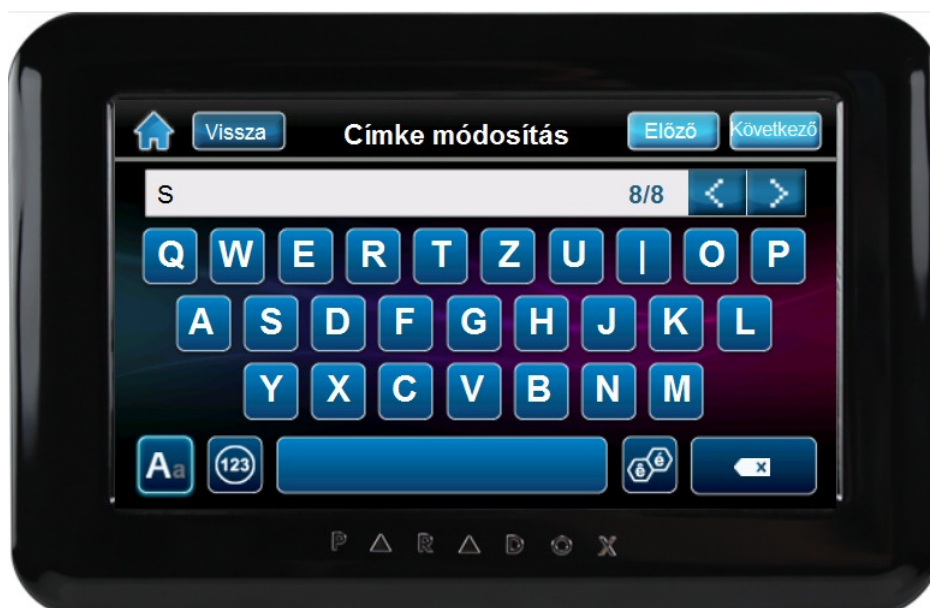 Vissza Címke módosítás Előző Következő
S 8/8
Q W E R T Z U | O P
A S D F G H J K L
Y X C V B N M
Aa 123 ê é x
PARADOX